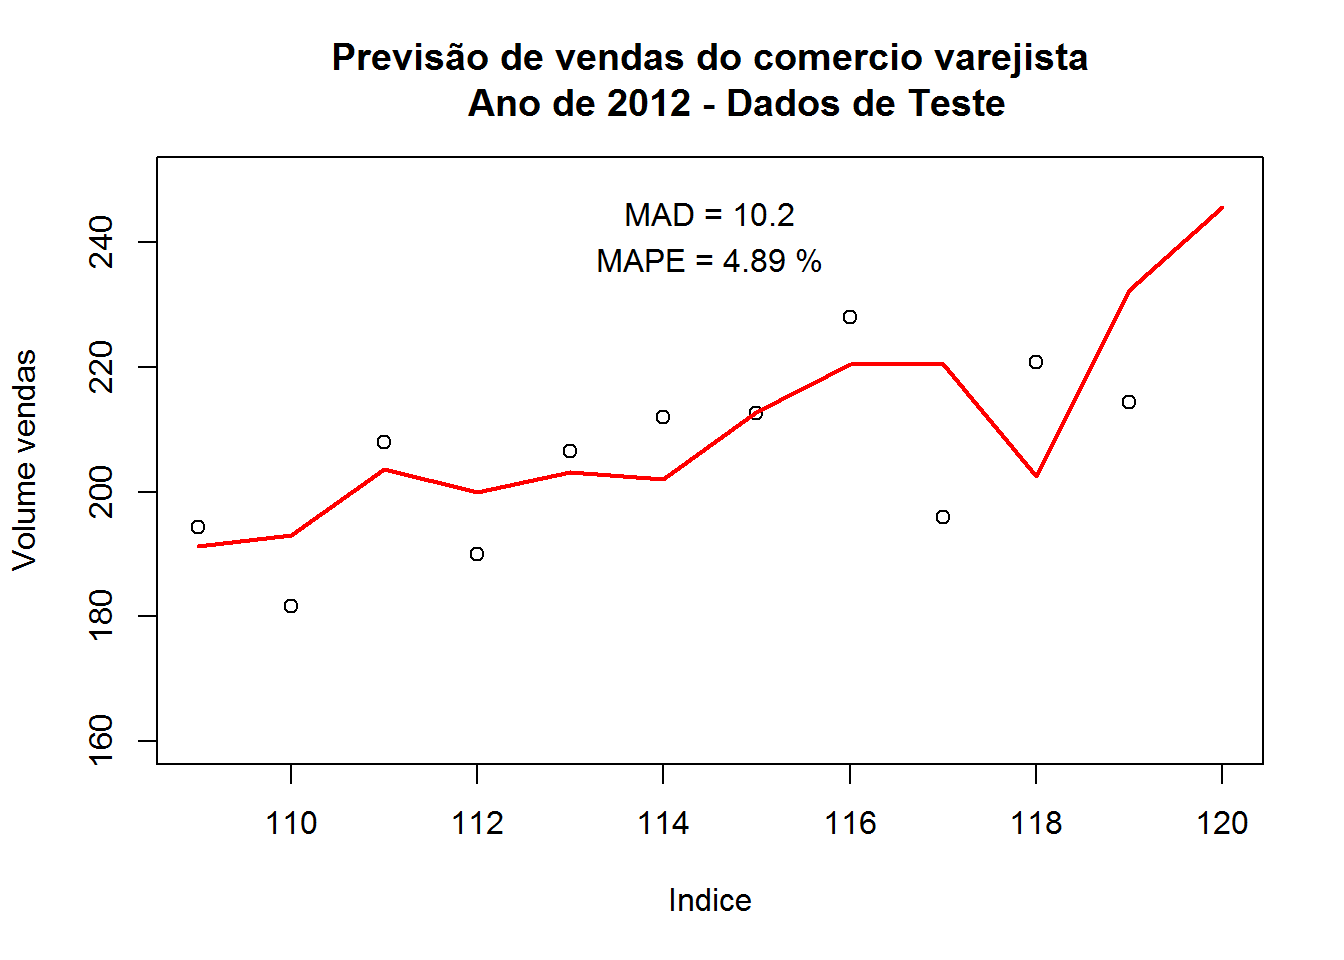 Previsão de vendas do comercio varejista
Ano de 2012 - Dados de Teste
MAD = 10.2
MAPE = 4.89 %
Volume vendas
240
220
200
180
160
110 112 114 116 118 120
Indice